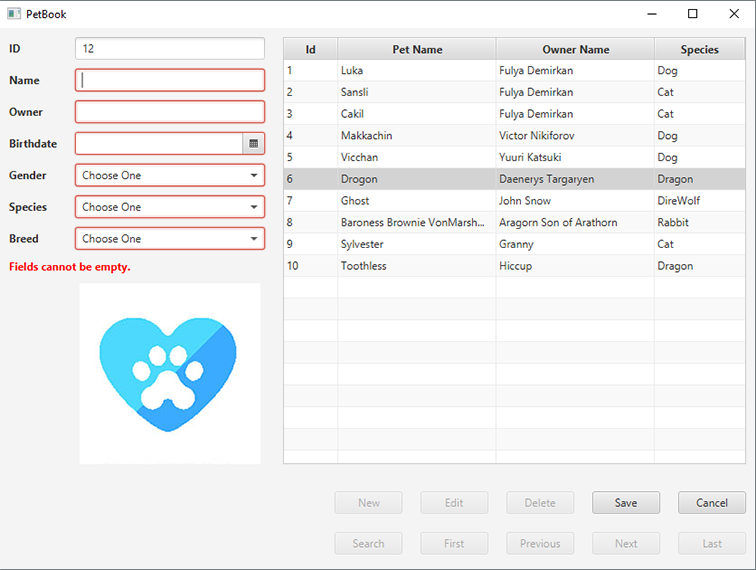 PetBook
ID 12
Name
Owner
Birthdate
Gender Choose One
Species Choose One
Breed Choose One
Fields cannot be empty.
Id Pet Name Owner Name Species
1 Luka Fulya Demirkan Dog
2 Sansli Fulya Demirkan Cat
3 Cakil Fulya Demirkan Cat
4 Makkachin Victor Nikiforov Dog
5 Vicchan Yuuri Katsuki Dog
6 Drogon Daenerys Targaryen Dragon
7 Ghost John Snow DireWolf
8 Baroness Brownie VonMarsh... Aragorn Son of Arathorn Rabbit
9 Sylvester Granny Cat
10 Toothless Hiccup Dragon
New Edit Delete Save Cancel
Search First Previous Next Last